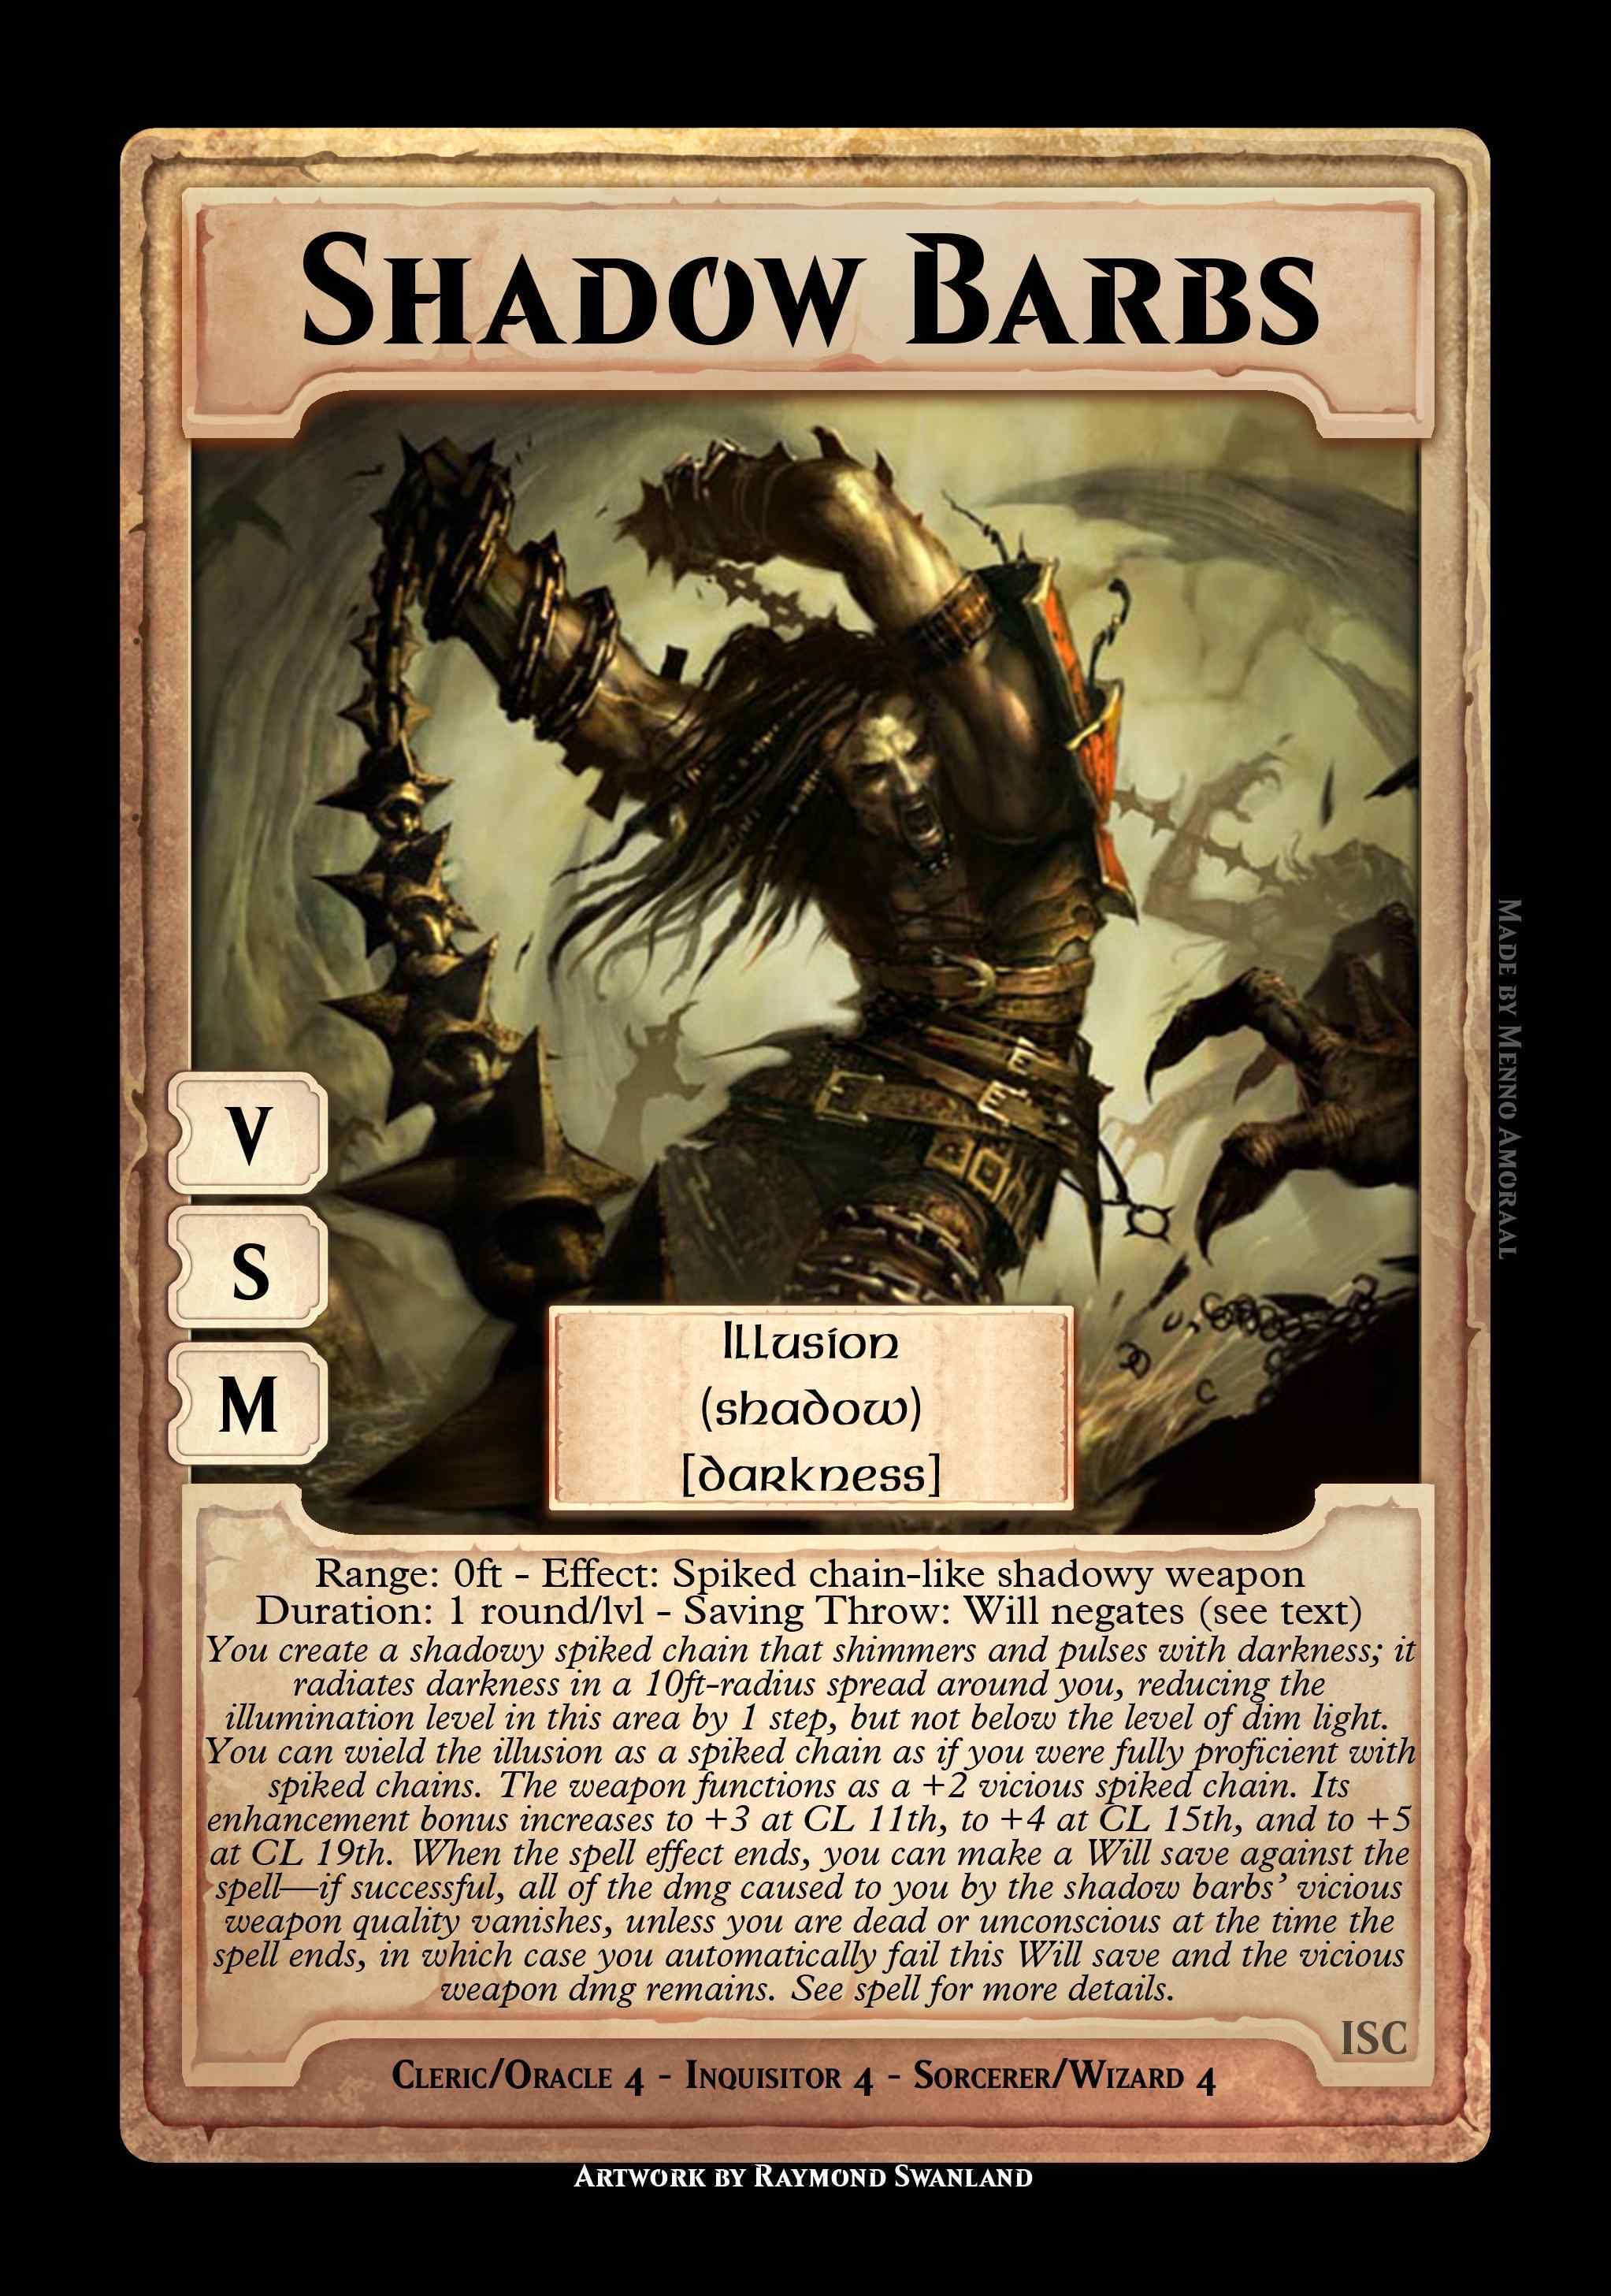 Shadow Barbs
V
S
M
Illusion
(shadow)
[darkness]
Range: 0ft - Effect: Spiked chain-like shadowy weapon
Duration: 1 round/lvl - Saving Throw: Will negates (see text)
You create a shadowy spiked chain that shimmers and pulses with darkness; it
radiates darkness in a 10ft-radius spread around you, reducing the
illumination level in this area by 1 step, but not below the level of dim light.
You can wield the illusion as a spiked chain as if you were fully proficient with
spiked chains. The weapon functions as a +2 vicious spiked chain. Its
enhancement bonus increases to +3 at CL 11th, to +4 at CL 15th, and to +5
at CL 19th. When the spell effect ends, you can make a Will save against the
spell—if successful, all of the dmg caused to you by the shadow barbs’ vicious
weapon quality vanishes, unless you are dead or unconscious at the time the
spell ends, in which case you automatically fail this Will save and the vicious
weapon dmg remains. See spell for more details.
ISC
Cleric/Oracle 4 - Inquisitor 4 - Sorcerer/Wizard 4
Artwork by Raymond Swanland
Made by Menno Amoraal